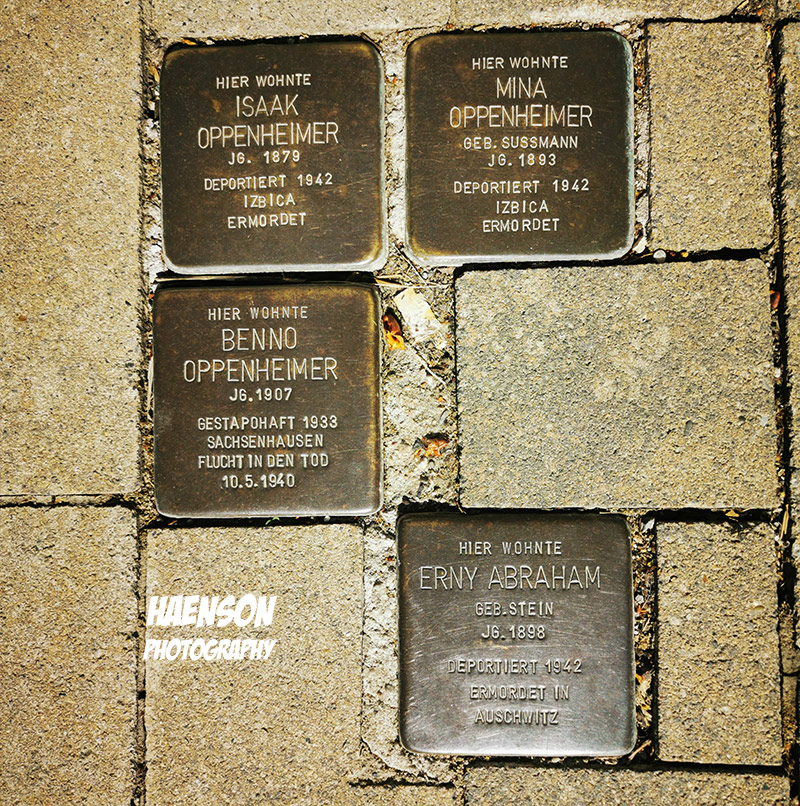 HIER WOHNTE
ISAAK
OPPENHEIMER
JG. 1879
DEPORTIERT 1942
IZBICA
ERMORDET
HIER WOHNTE
MINA
OPPENHEIMER
GEB. SUSSMANN
JG. 1893
DEPORTIERT 1942
IZBICA
ERMORDET
HIER WOHNTE
BENNO
OPPENHEIMER
JG. 1907
GESTAPOHAFT 1933
SACHSENHAUSEN
FLUCHT IN DEN TOD
10.5.1940
HIER WOHNTE
ERNY ABRAHAM
GEB. STEIN
JG. 1898
DEPORTIERT 1942
ERMORDET IN
AUSCHWITZ
HAENSON
PHOTOGRAPHY